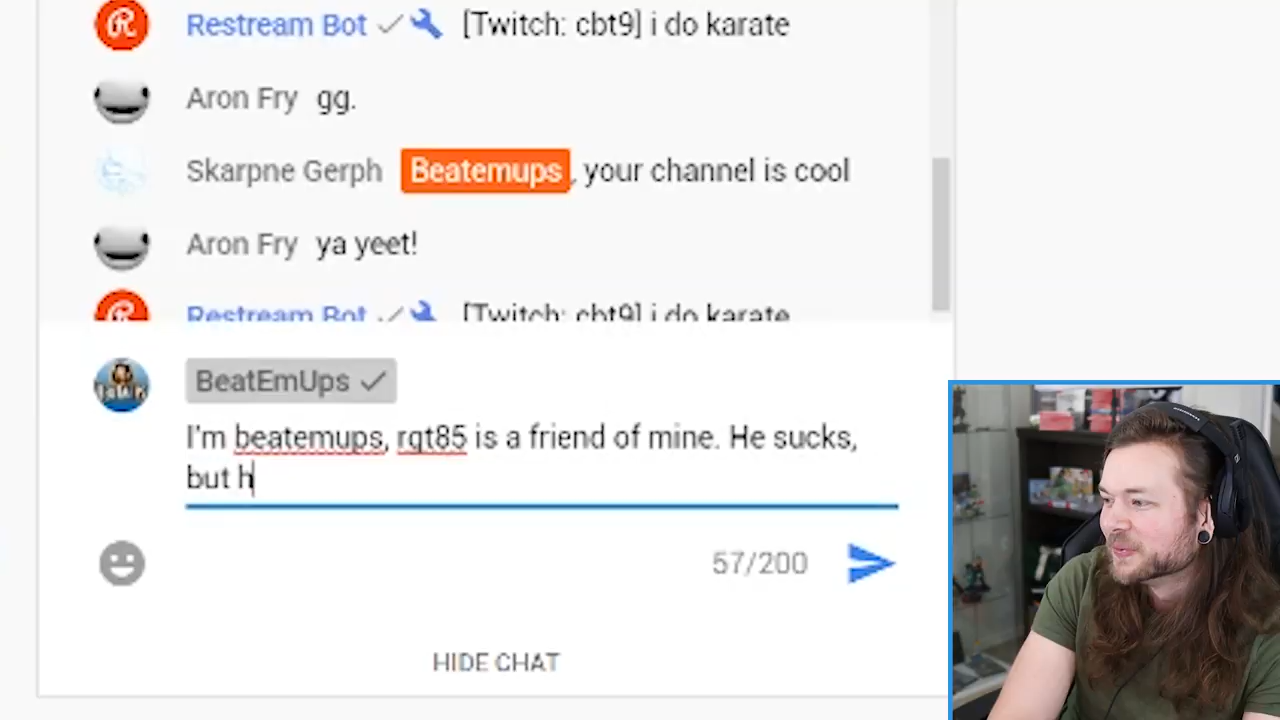 Restream Bot [Twitch: cbt9] i do karate
Aron Fry gg.
Skarpne Gerph Beatemups, your channel is cool
Aron Fry ya yeet!
Restream Bot [Twitch: cbt9] i do karate
BeatEmUps
I'm beatemups, rgt85 is a friend of mine. He sucks,
but h
57/200
HIDE CHAT